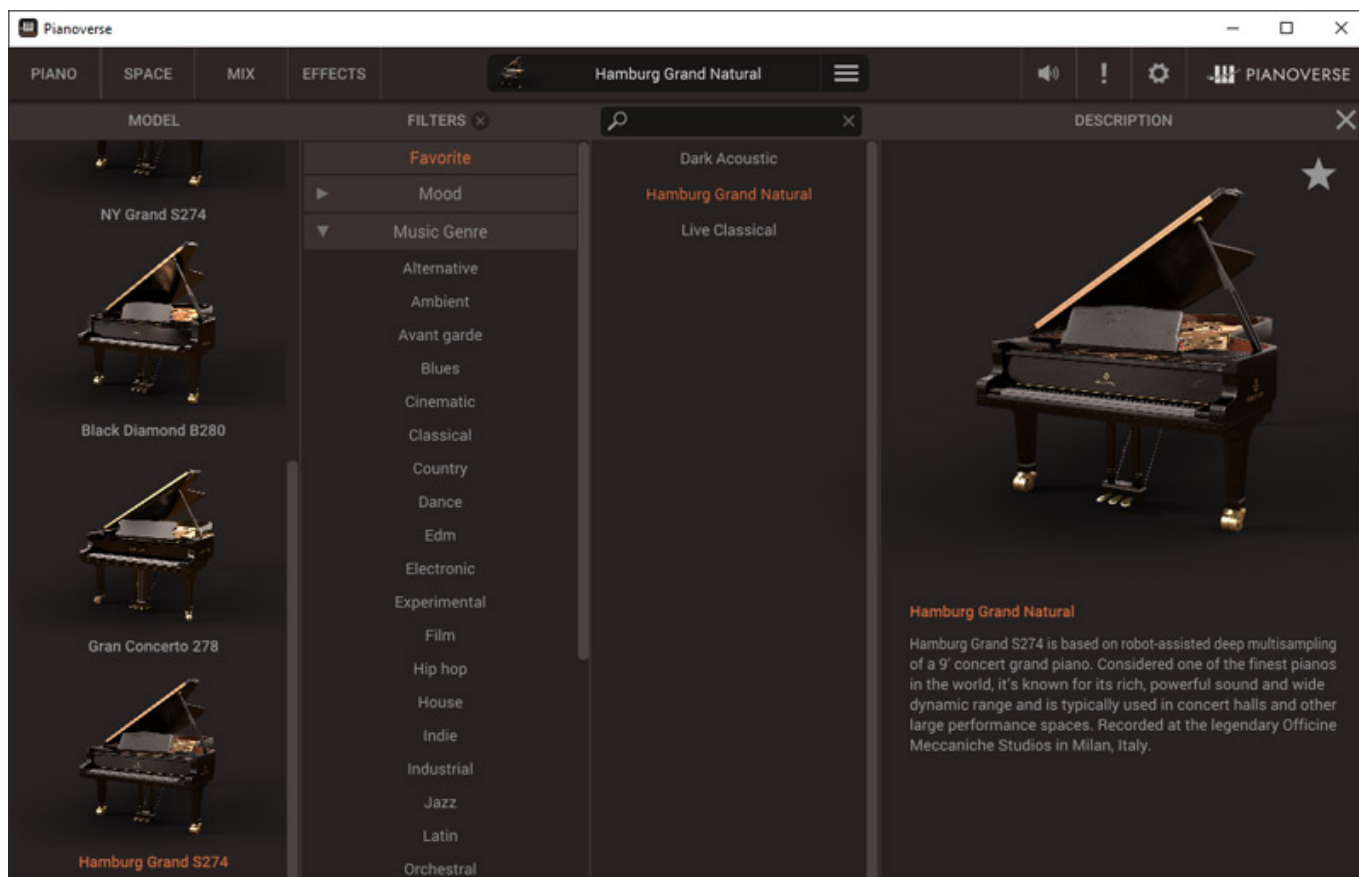 Pianoverse
PIANO SPACE MIX EFFECTS Hamburg Grand Natural PIANOVERSE
MODEL
NY Grand S274
Black Diamond B280
Gran Concerto 278
Hamburg Grand S274
FILTERS
Favorite
Mood
Music Genre
Alternative
Ambient
Avant garde
Blues
Cinematic
Classical
Country
Dance
Edm
Electronic
Experimental
Film
Hip hop
House
Indie
Industrial
Jazz
Latin
Orchestral
Dark Acoustic
Hamburg Grand Natural
Live Classical
DESCRIPTION
Hamburg Grand Natural
Hamburg Grand S274 is based on robot-assisted deep multisampling
of a 9' concert grand piano. Considered one of the finest pianos
in the world, it's known for its rich, powerful sound and wide
dynamic range and is typically used in concert halls and other
large performance spaces. Recorded at the legendary Officine
Meccaniche Studios in Milan, Italy.